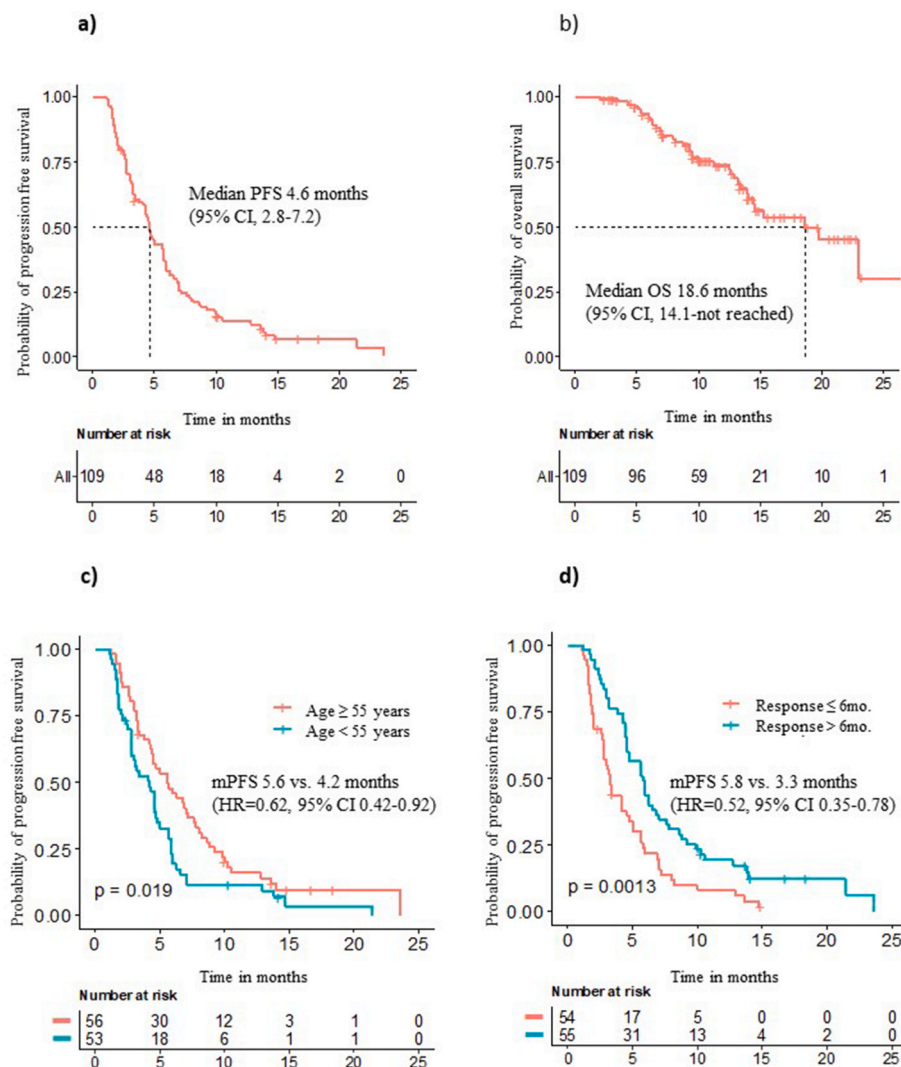 a)
Probability of progression free survival
1.00
0.75
0.50
0.25
0.00
Median PFS 4.6 months
(95% CI, 2.8-7.2)
0 5 10 15 20 25
Time in months
Number at risk
All 109 48 18 4 2 0
0 5 10 15 20 25
b)
Probability of overall survival
1.00
0.75
0.50
0.25
0.00
Median OS 18.6 months
(95% CI, 14.1-not reached)
0 5 10 15 20 25
Time in months
Number at risk
All 109 96 59 21 10 1
0 5 10 15 20 25
c)
Probability of progression free survival
1.00
0.75
0.50
0.25
0.00
Age ≥ 55 years
Age < 55 years
mPFS 5.6 vs. 4.2 months
(HR=0.62, 95% CI 0.42-0.92)
p = 0.019
0 5 10 15 20 25
Time in months
Number at risk
56 30 12 3 1 0
53 18 6 1 1 0
0 5 10 15 20 25
d)
Probability of progression free survival
1.00
0.75
0.50
0.25
0.00
Response ≤ 6mo.
Response > 6mo.
mPFS 5.8 vs. 3.3 months
(HR=0.52, 95% CI 0.35-0.78)
p = 0.0013
0 5 10 15 20 25
Time in months
Number at risk
54 17 5 0 0 0
55 31 13 4 2 0
0 5 10 15 20 25